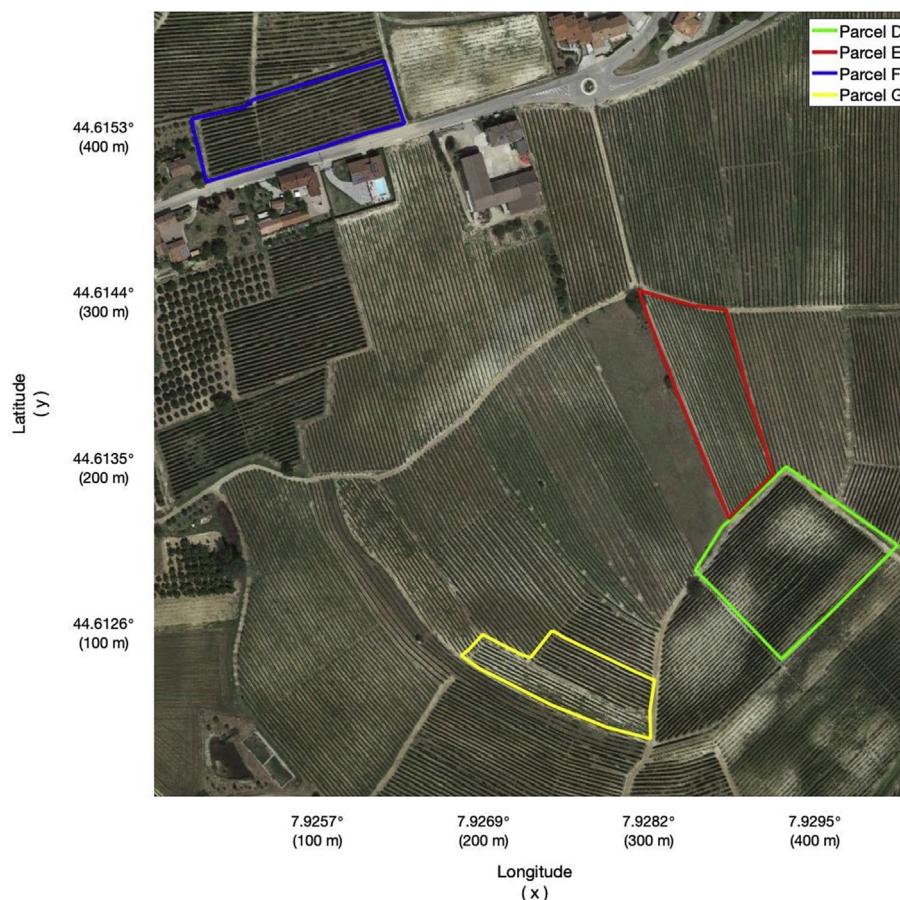 Parcel D
Parcel E
Parcel F
Parcel G
44.6153°
(400 m)
44.6144°
(300 m)
44.6135°
(200 m)
44.6126°
(100 m)
Latitude
( y )
7.9257°
(100 m)
7.9269°
(200 m)
7.9282°
(300 m)
7.9295°
(400 m)
Longitude
( x )